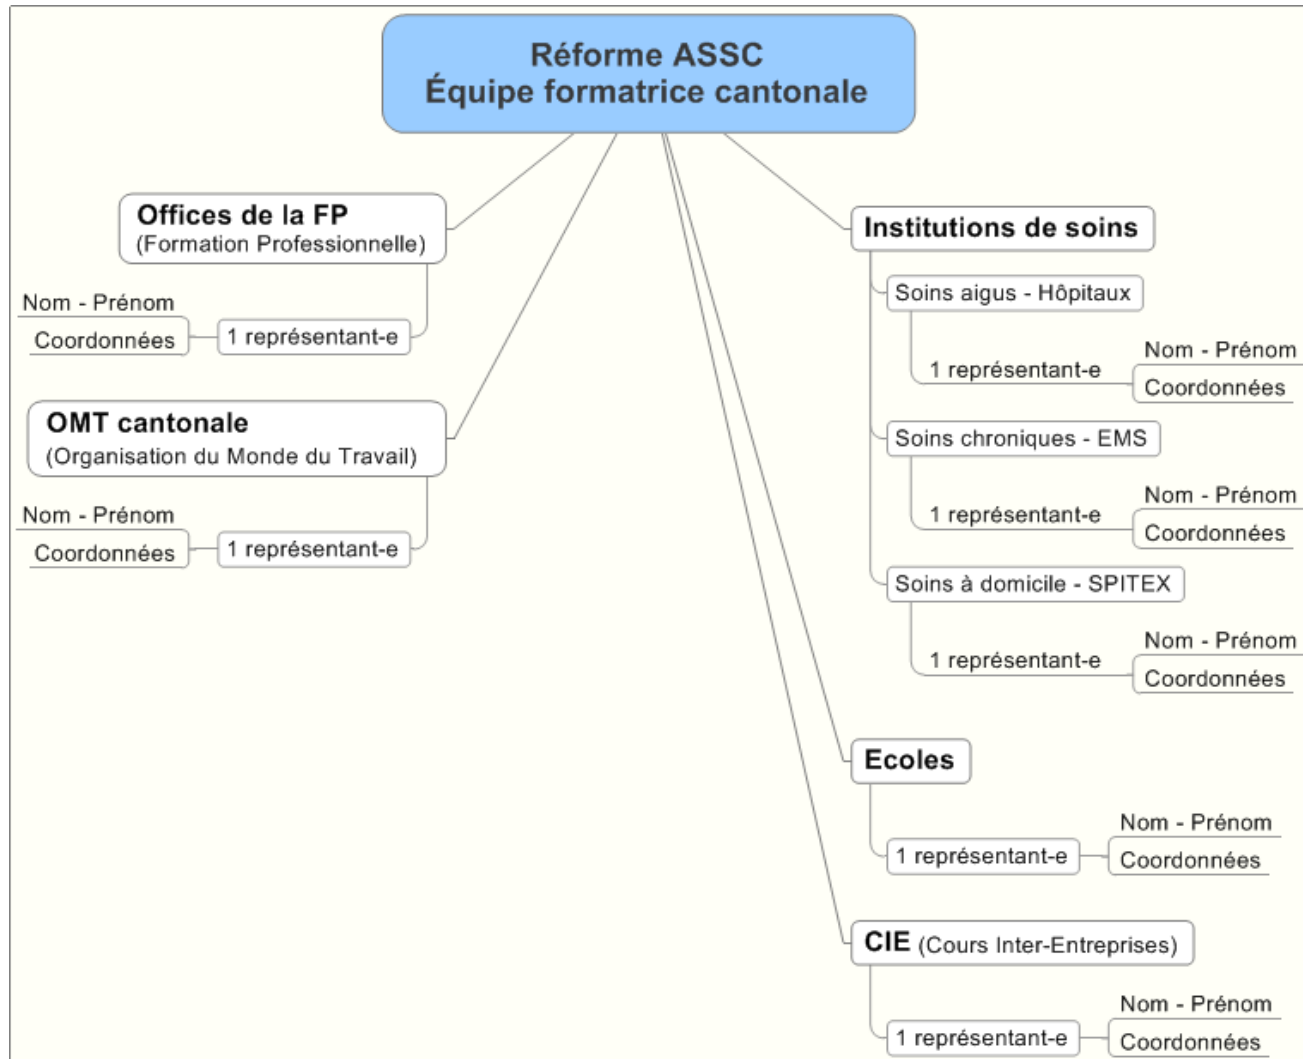 Réforme ASSC
Équipe formatrice cantonale
Offices de la FP
(Formation Professionnelle)
Nom - Prénom
Coordonnées
1 représentant-e
OMT cantonale
(Organisation du Monde du Travail)
Nom - Prénom
Coordonnées
1 représentant-e
Institutions de soins
Soins aigus - Hôpitaux
1 représentant-e
Nom - Prénom
Coordonnées
Soins chroniques - EMS
1 représentant-e
Nom - Prénom
Coordonnées
Soins à domicile - SPITEX
1 représentant-e
Nom - Prénom
Coordonnées
Ecoles
1 représentant-e
Nom - Prénom
Coordonnées
CIE (Cours Inter-Entreprises)
1 représentant-e
Nom - Prénom
Coordonnées